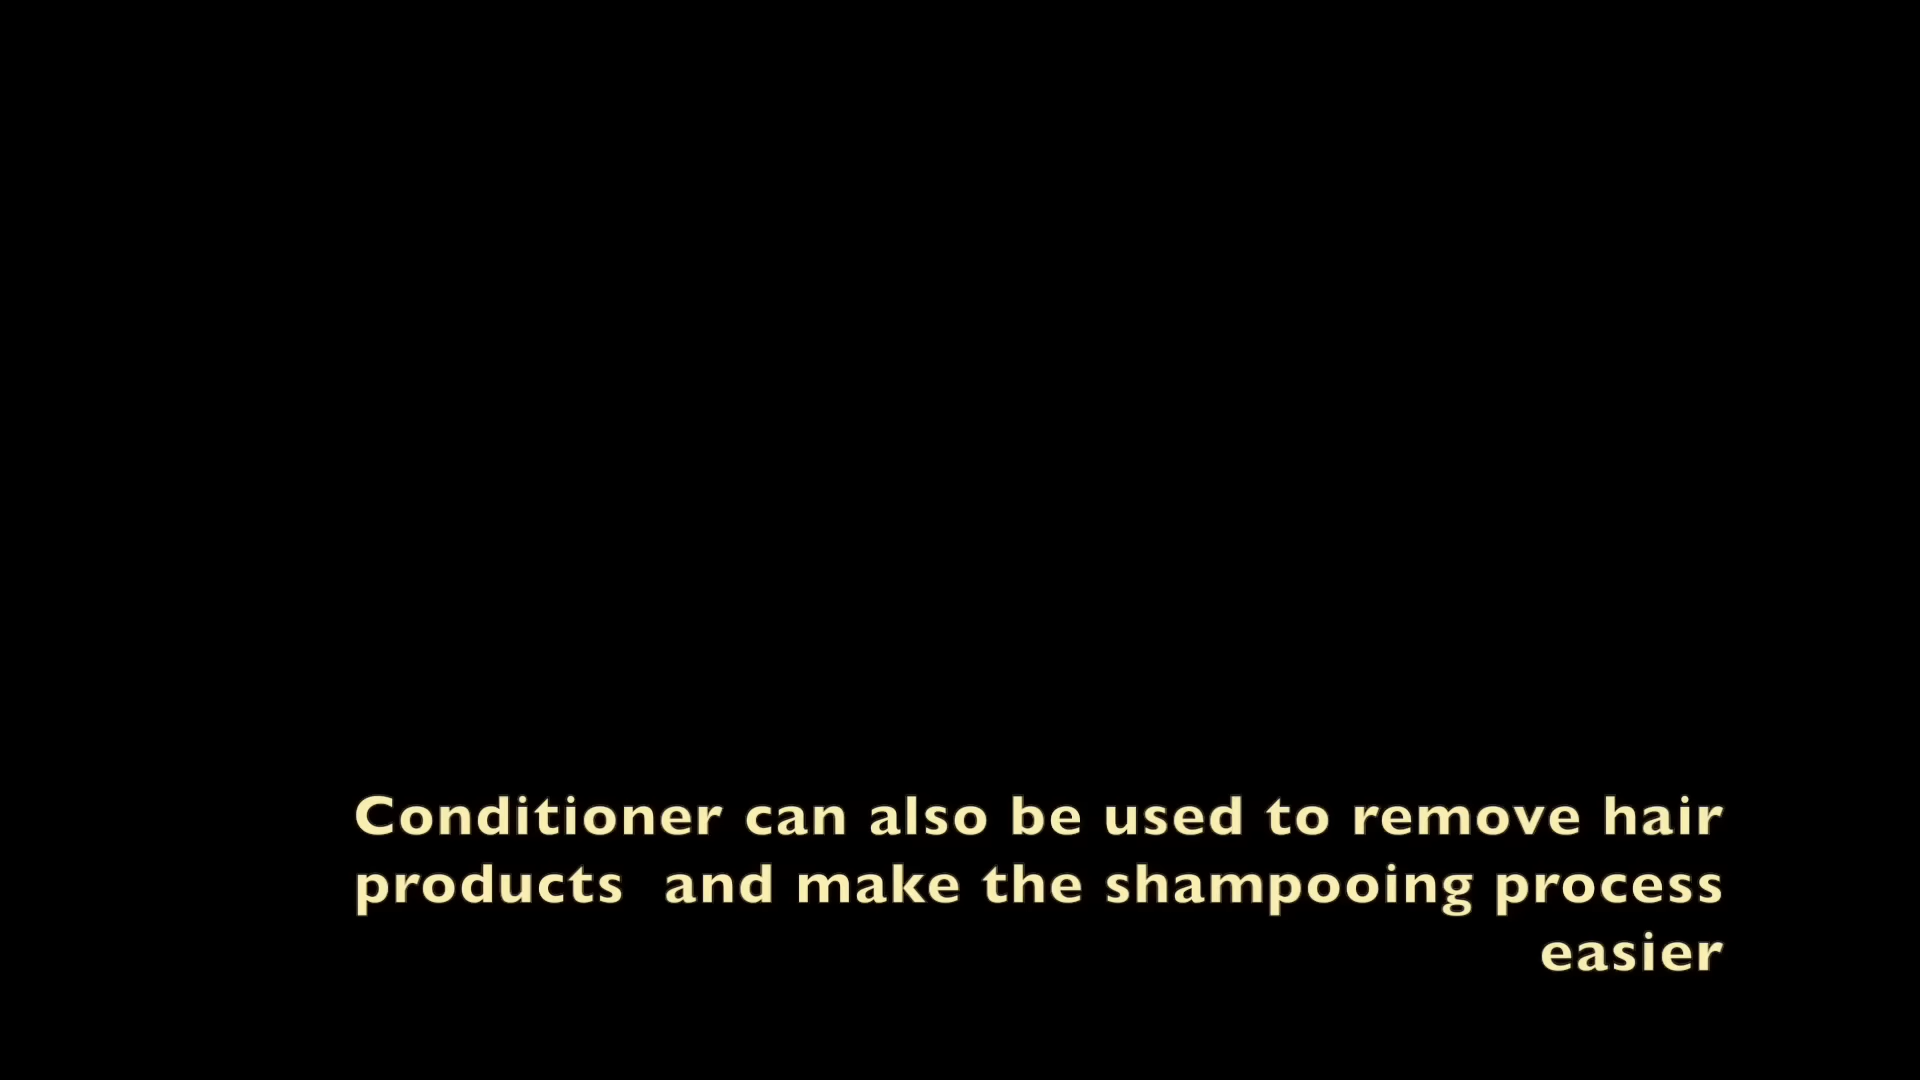 Conditioner can also be used to remove hair
products  and make the shampooing process
easier